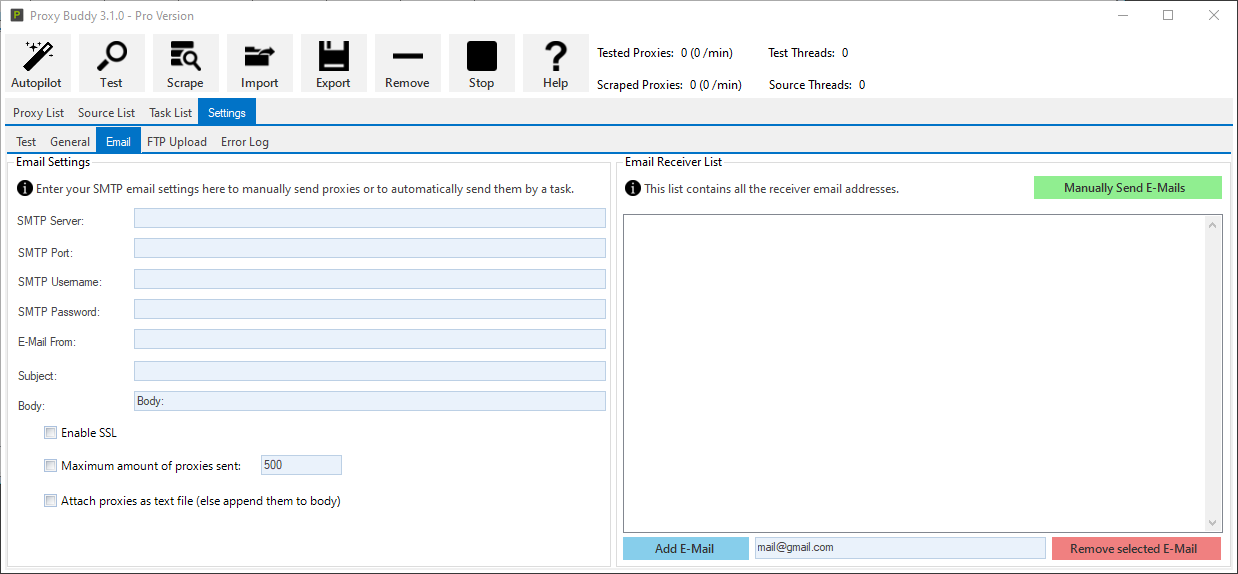 Proxy Buddy 3.1.0 - Pro Version
Autopilot Test Scrape Import Export Remove Stop Help
Tested Proxies: 0 (0 /min) Test Threads: 0
Scraped Proxies: 0 (0 /min) Source Threads: 0
Proxy List Source List Task List Settings
Test General Email FTP Upload Error Log
Email Settings
Enter your SMTP email settings here to manually send proxies or to automatically send them by a task.
SMTP Server:
SMTP Port:
SMTP Username:
SMTP Password:
E-Mail From:
Subject:
Body: Body:
Enable SSL
Maximum amount of proxies sent: 500
Attach proxies as text file (else append them to body)
Email Receiver List
This list contains all the receiver email addresses.
Manually Send E-Mails
Add E-Mail mail@gmail.com Remove selected E-Mail